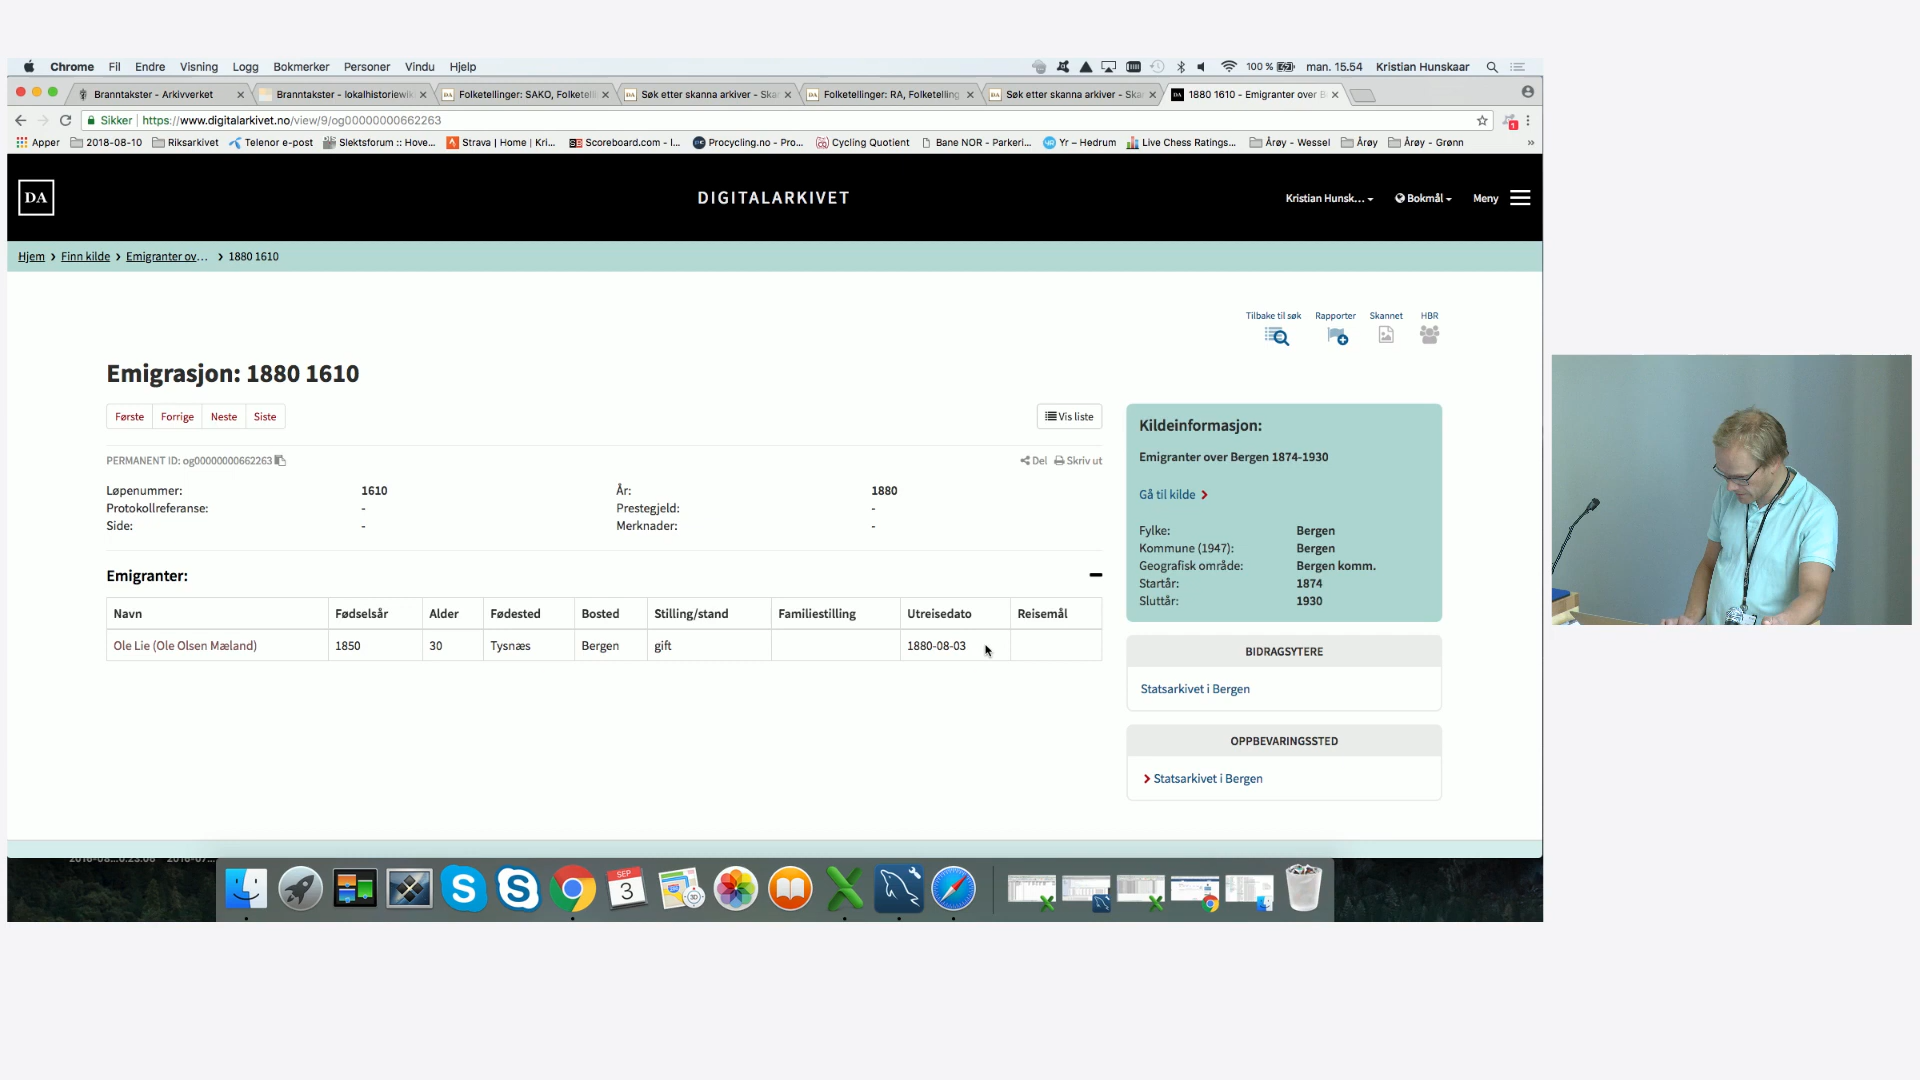 Chrome Fil Endre Visning Logg Bokmerker Personer Vindu Hjelp 100 % man. 15.54 Kristian Hunskaar
Branntakster - Arkivverket Branntakster - lokalhistoriewik Folketellinger: SAKO, Folketell Søk etter skanna arkiver - Ska Folketellinger: RA, Folketelling Søk etter skanna arkiver - Ska 1880 1610 - Emigranter over B
Sikker https://www.digitalarkivet.no/view/9/og00000000662263 1
Apper 2018-08-10 Riksarkivet Telenor e-post Slektsforum :: Hove... Strava | Home | Kri... Scoreboard.com - l... Procycling.no - Pro... Cycling Quotient Bane NOR - Parkeri... Yr – Hedrum Live Chess Ratings... Årøy - Wessel Årøy Årøy - Grønn »
DA DIGITALARKIVET Kristian Hunsk... Bokmål Meny
Hjem › Finn kilde › Emigranter ov... › 1880 1610
Tilbake til søk Rapporter Skannet HBR
Emigrasjon: 1880 1610
Første Forrige Neste Siste Vis liste
PERMANENT ID: og00000000662263 Del Skriv ut
Løpenummer: 1610 År: 1880
Protokollreferanse: - Prestegjeld: -
Side: - Merknader: -
Emigranter:
Navn Fødselsår Alder Fødested Bosted Stilling/stand Familiestilling Utreisedato Reisemål
Ole Lie (Ole Olsen Mæland) 1850 30 Tysnæs Bergen gift 1880-08-03
Kildeinformasjon:
Emigranter over Bergen 1874-1930
Gå til kilde
Fylke: Bergen
Kommune (1947): Bergen
Geografisk område: Bergen komm.
Startår: 1874
Sluttår: 1930
BIDRAGSYTERE
Statsarkivet i Bergen
OPPBEVARINGSSTED
Statsarkivet i Bergen
SEP
3
3D